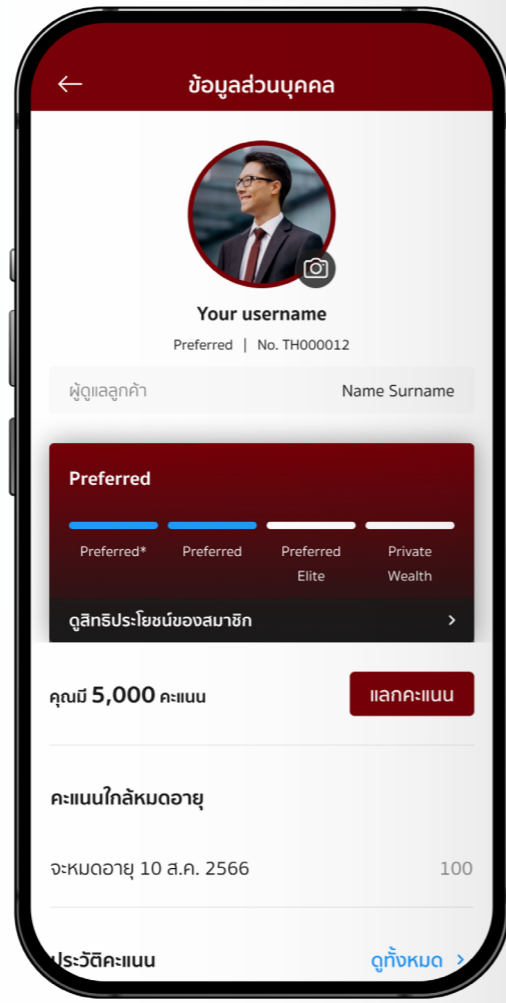 ข้อมูลส่วนบุคคล
Your username
Preferred | No. TH000012
ผู้ดูแลลูกค้า Name Surname
Preferred
Preferred* Preferred Preferred Elite Private Wealth
ดูสิทธิประโยชน์ของสมาชิก >
คุณมี 5,000 คะแนน แลกคะแนน
คะแนนใกล้หมดอายุ
จะหมดอายุ 10 ส.ค. 2566 100
ประวัติคะแนน ดูทั้งหมด >